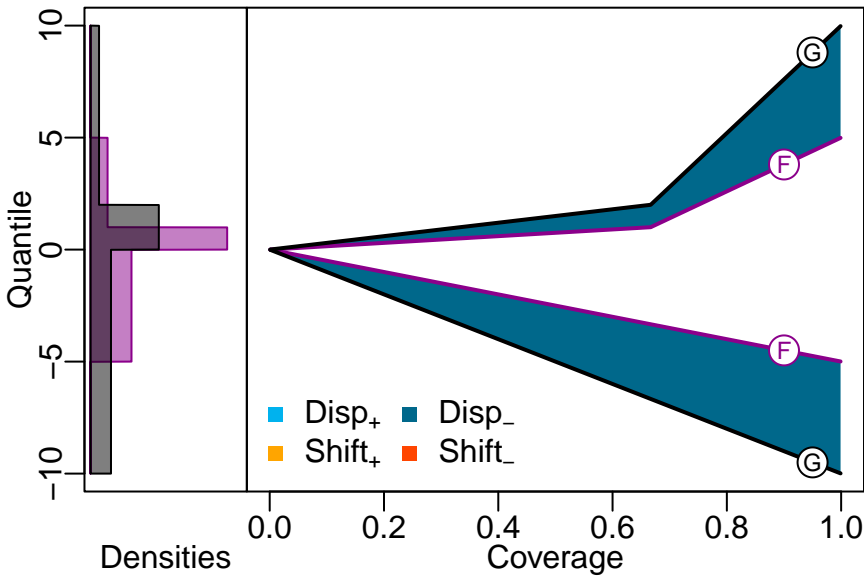 10
5
0
−5
−10
Quantile
G
F
F
G
Disp+ Disp−
Shift+ Shift−
0.0 0.2 0.4 0.6 0.8 1.0
Densities Coverage